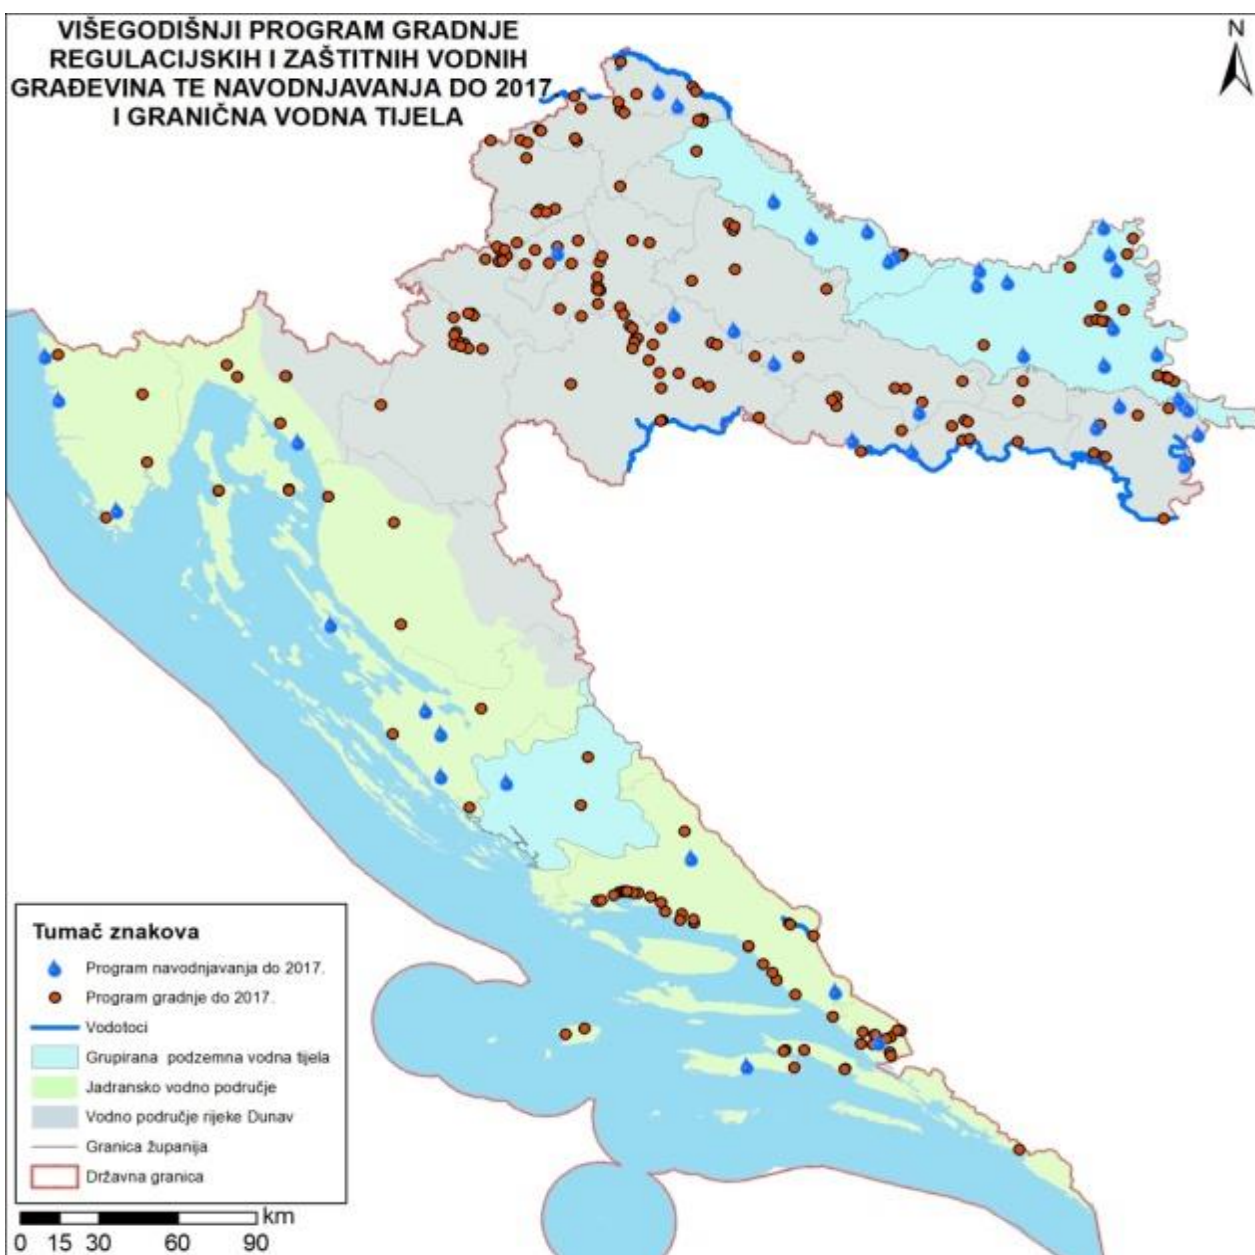 VIŠEGODIŠNJI PROGRAM GRADNJE
REGULACIJSKIH I ZAŠTITNIH VODNIH
GRAĐEVINA TE NAVODNJAVANJA DO 2017
I GRANIČNA VODNA TIJELA
N
Tumač znakova
Program navodnjavanja do 2017.
Program gradnje do 2017.
Vodotoci
Grupirana podzemna vodna tijela
Jadransko vodno područje
Vodno područje rijeke Dunav
Granica županija
Državna granica
km
0 15 30 60 90